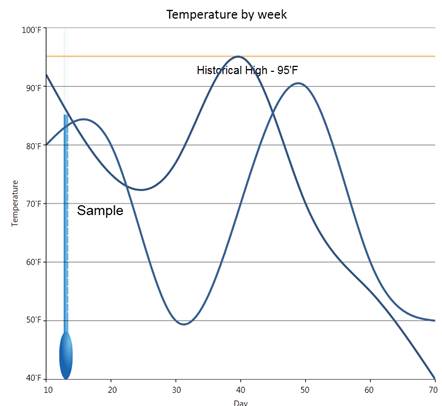 Temperature by week
100°F
Historical High - 95'F
90°F
80°F
Temperature
Sample
70°F
60°F
50°F
40°F
10
20
30
40
50
60
70
Day